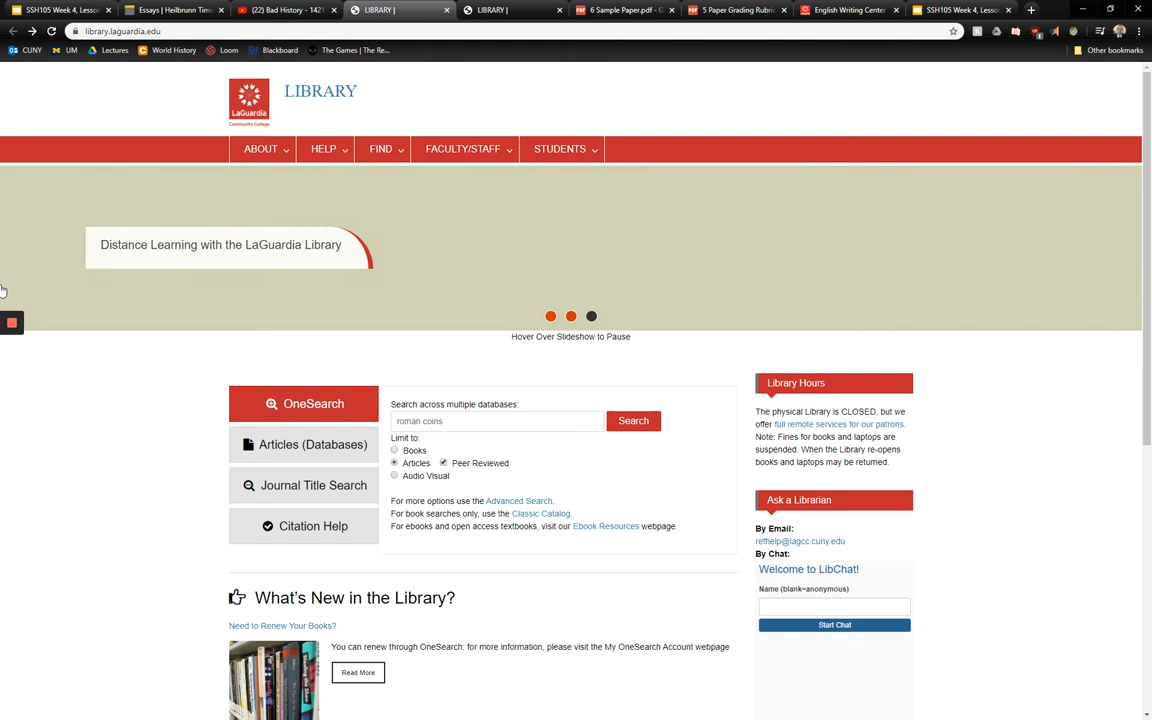 SSH105 Week 4, Lesson
Essays | Heilbrunn Time
(22) Bad History - 1421
LIBRARY |
LIBRARY |
6 Sample Paper.pdf - G
5 Paper Grading Rubric
English Writing Center
SSH105 Week 4, Lesson
library.laguardia.edu
CUNY
UM
Lectures
World History
Loom
Blackboard
The Games | The Re...
Other bookmarks
LaGuardia
Community College
LIBRARY
ABOUT
HELP
FIND
FACULTY/STAFF
STUDENTS
Distance Learning with the LaGuardia Library
Hover Over Slideshow to Pause
OneSearch
Articles (Databases)
Journal Title Search
Citation Help
Search across multiple databases:
roman coins
Search
Limit to:
Books
Articles Peer Reviewed
Audio Visual
For more options use the Advanced Search.
For book searches only, use the Classic Catalog.
For ebooks and open access textbooks, visit our Ebook Resources webpage.
Library Hours
The physical Library is CLOSED, but we
offer full remote services for our patrons.
Note: Fines for books and laptops are
suspended. When the Library re-opens
books and laptops may be returned.
Ask a Librarian
By Email:
refhelp@lagcc.cuny.edu
By Chat:
Welcome to LibChat!
Name (blank=anonymous)
Start Chat
What's New in the Library?
Need to Renew Your Books?
You can renew through OneSearch; for more information, please visit the My OneSearch Account webpage
Read More